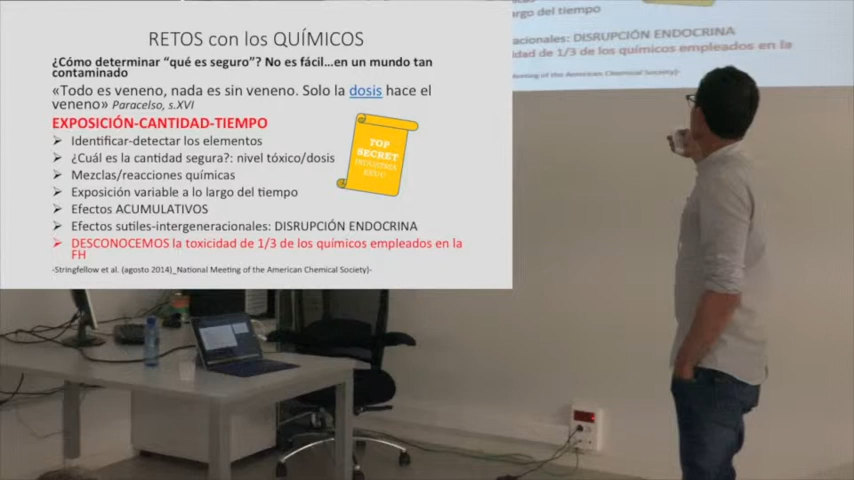 RETOS con los QUÍMICOS
¿Cómo determinar “qué es seguro”? No es fácil…en un mundo tan
contaminado
«Todo es veneno, nada es sin veneno. Solo la dosis hace el
veneno» Paracelso, s.XVI
EXPOSICIÓN-CANTIDAD-TIEMPO
Identificar-detectar los elementos
¿Cuál es la cantidad segura?: nivel tóxico/dosis
Mezclas/reacciones químicas
Exposición variable a lo largo del tiempo
Efectos ACUMULATIVOS
Efectos sutiles-intergeneracionales: DISRUPCIÓN ENDOCRINA
DESCONOCEMOS la toxicidad de 1/3 de los químicos empleados en la
FH
-Stringfellow et al. (agosto 2014)_National Meeting of the American Chemical Society)-
TOP
SECRET
argo del tiempo
acionales: DISRUPCIÓN ENDOCRINA
idad de 1/3 de los químicos empleados en la
Meeting of the American Chemical Society)-